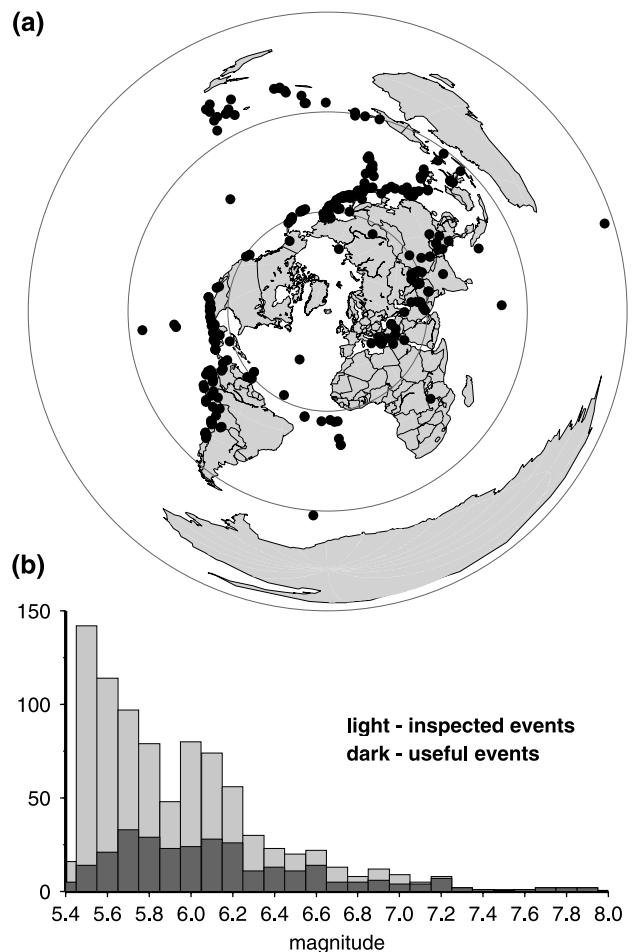 (a)
(b)
150
100
50
0
light - inspected events
dark - useful events
5.4 5.6 5.8 6.0 6.2 6.4 6.6 6.8 7.0 7.2 7.4 7.6 7.8 8.0
magnitude